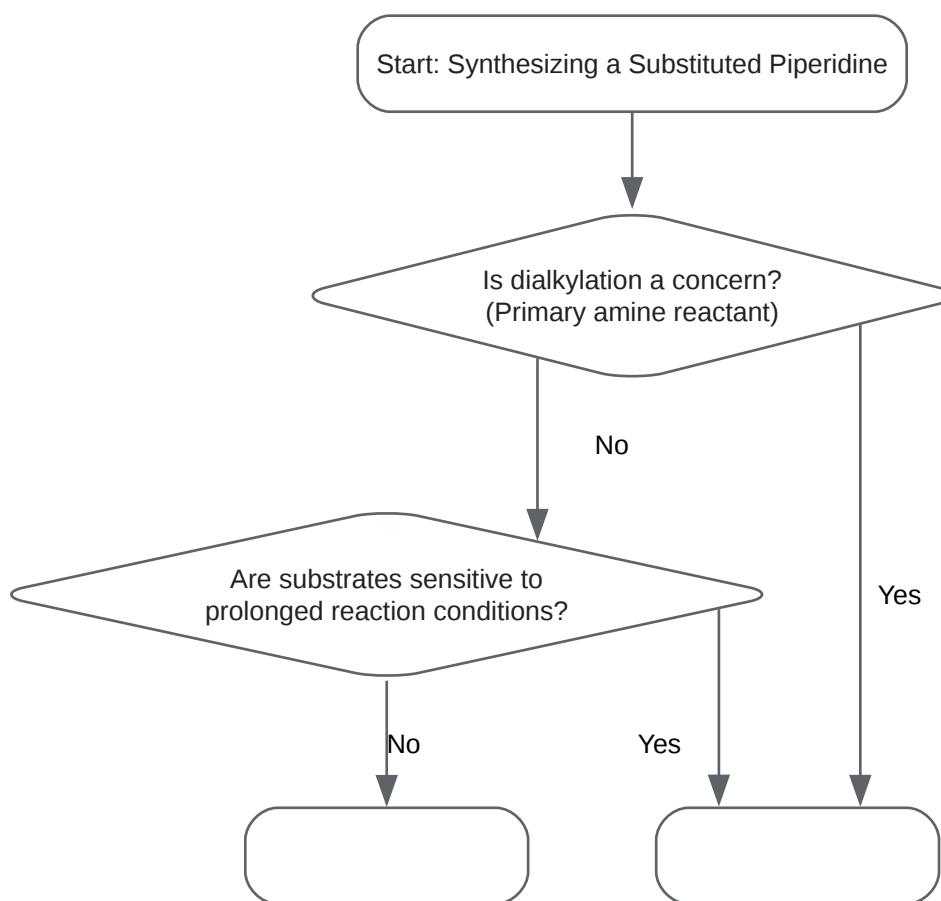 Start: Synthesizing a Substituted Piperidine
Is dialkylation a concern?
(Primary amine reactant)
No
Are substrates sensitive to
prolonged reaction conditions?
Yes
No
Yes